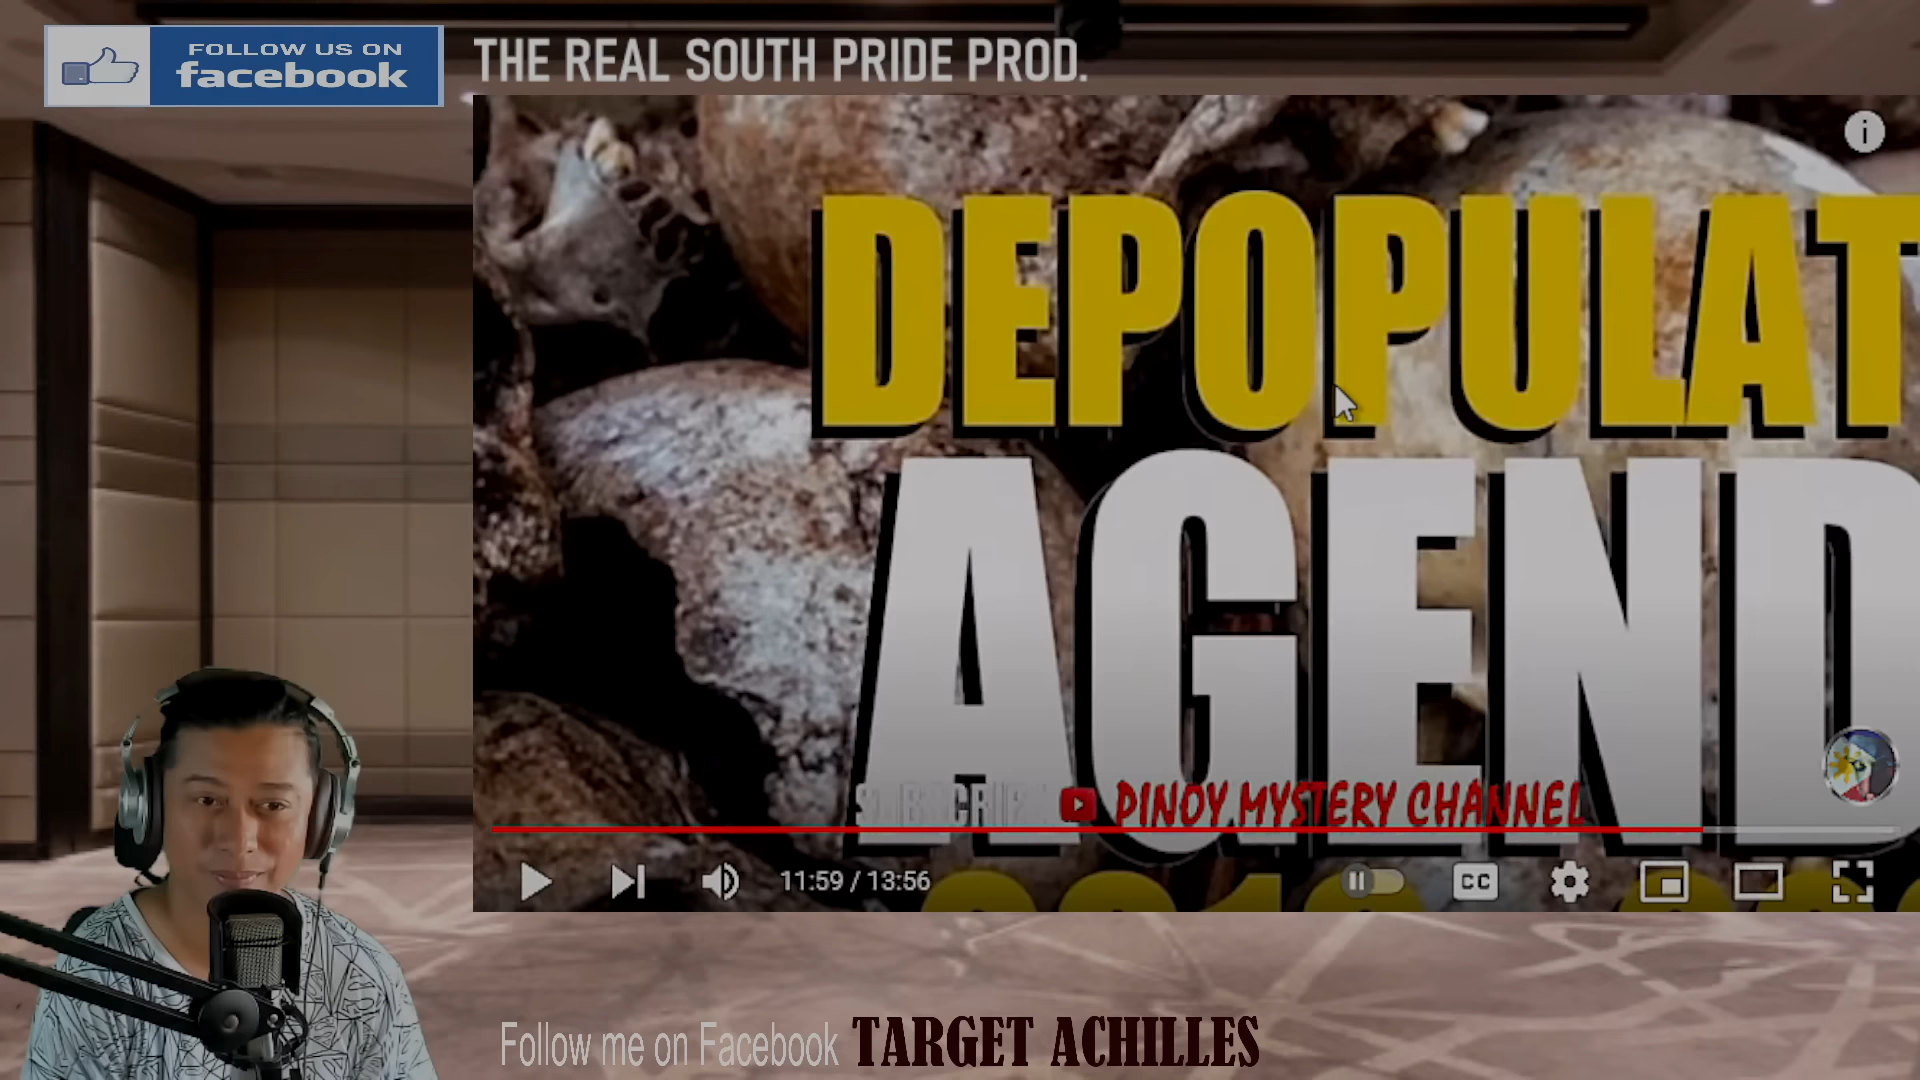 FOLLOW US ON
facebook
THE REAL SOUTH PRIDE PROD.
i
DEPOPULAT
AGEND
SUBSCRIBE PINOY MYSTERY CHANNEL
11:59 / 13:56
CC
Follow me on Facebook TARGET ACHILLES